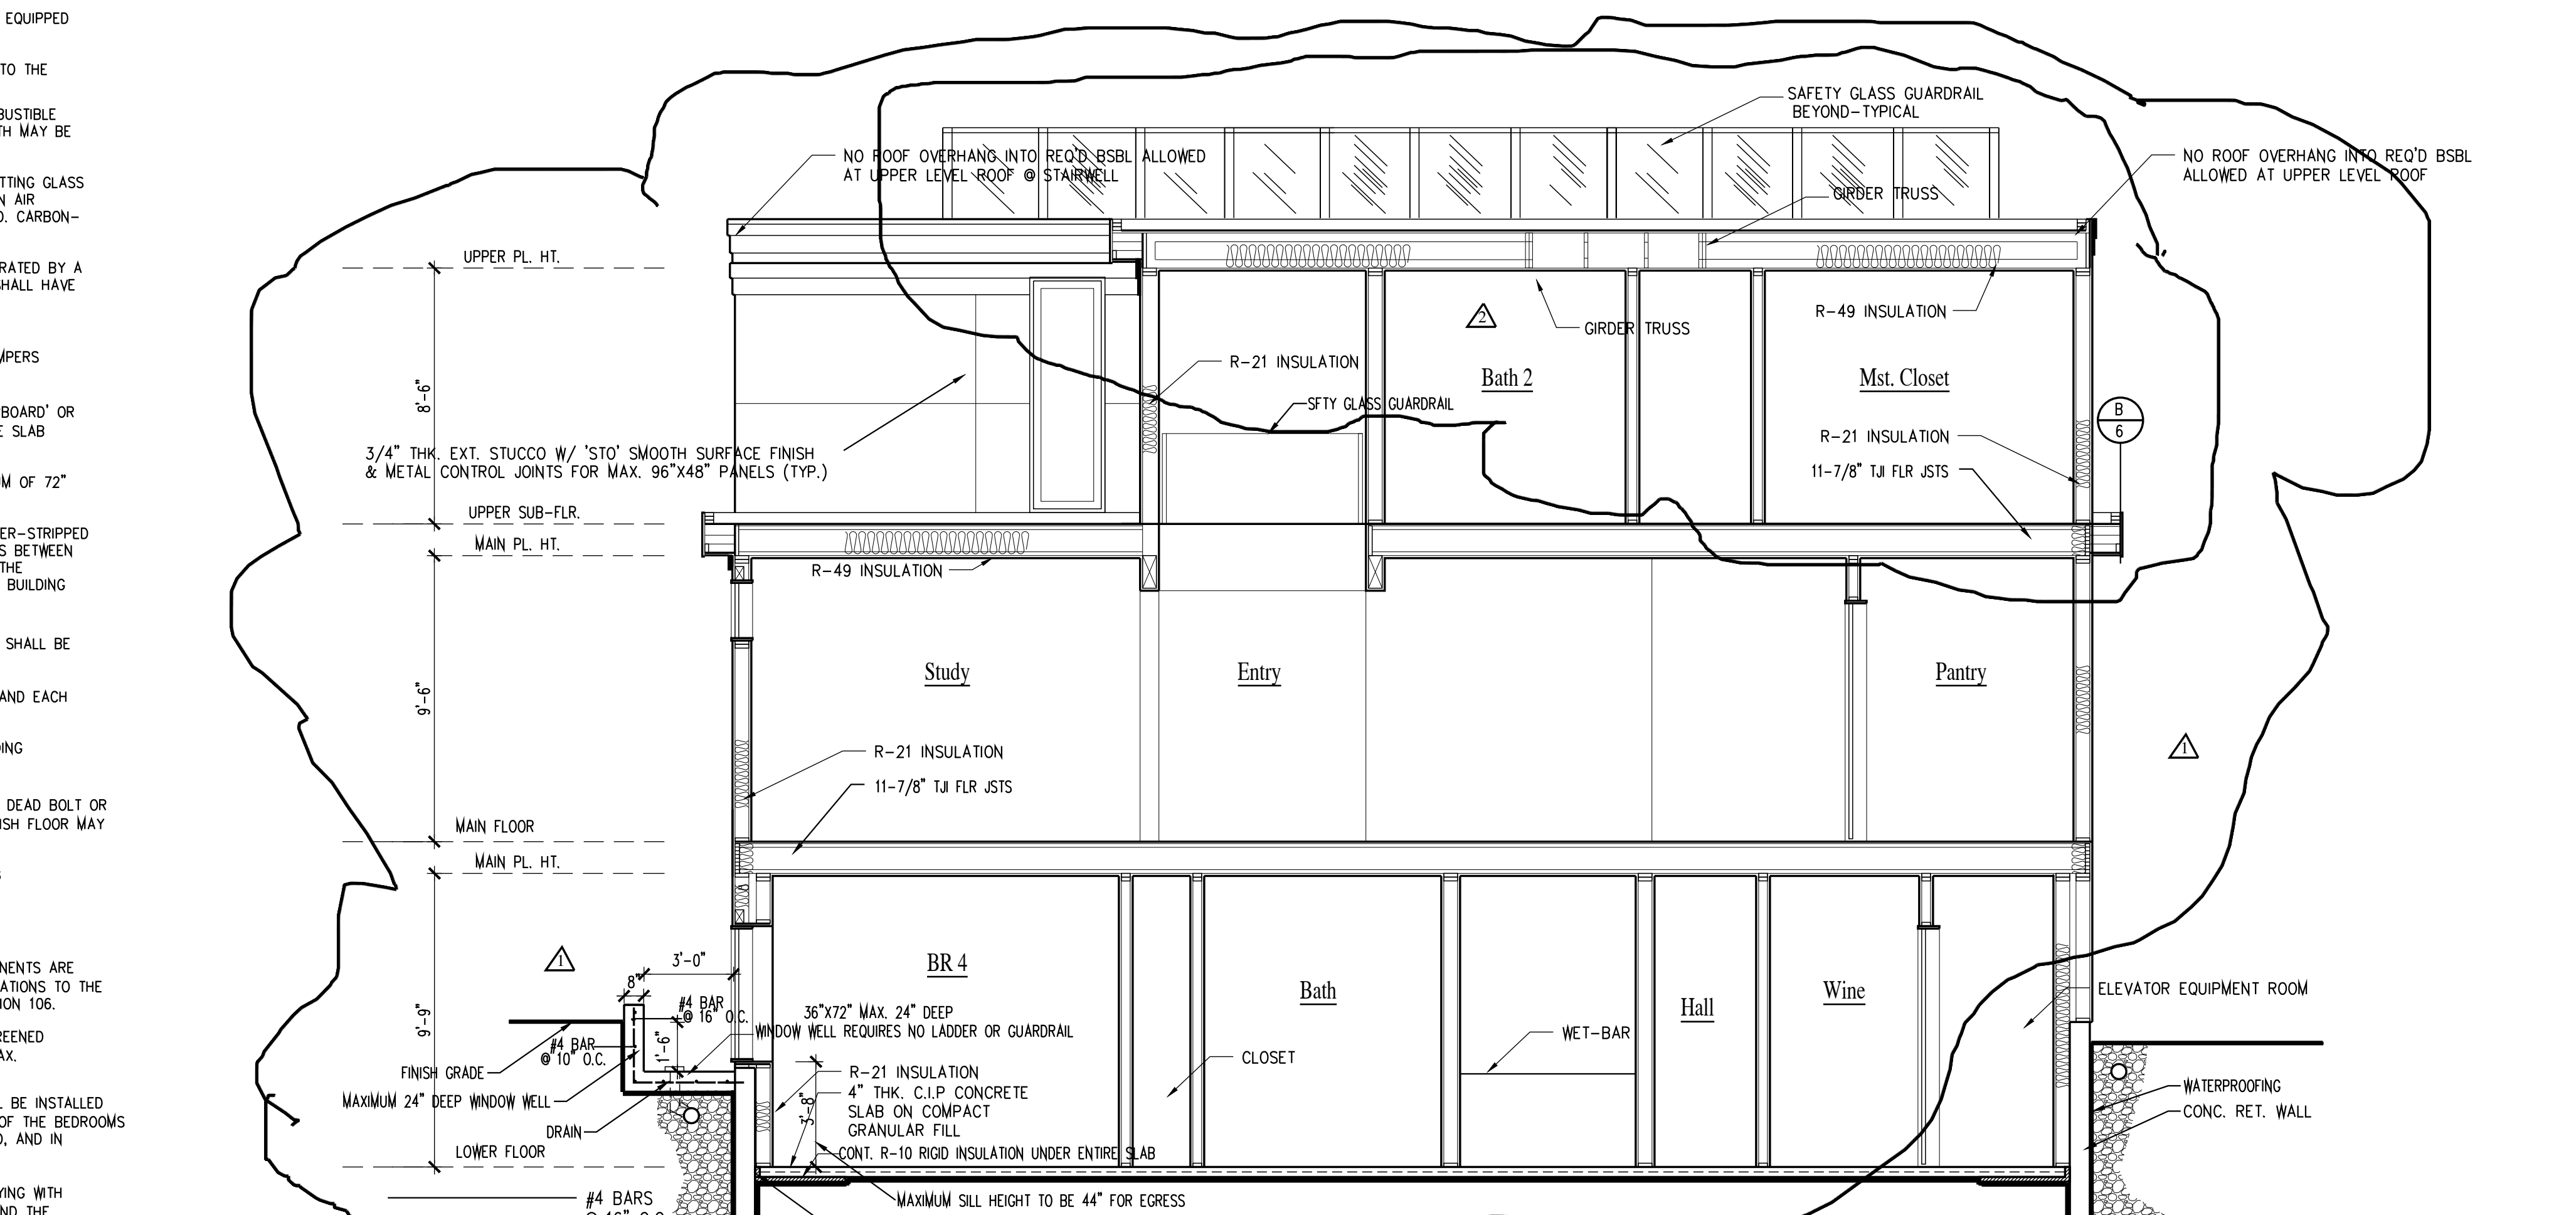 EQUIPPED
TO THE
BUSTIBLE
TH MAY BE
TTING GLASS
N AIR
D. CARBON-
RATED BY A
SHALL HAVE
MPERS
BOARD' OR
E SLAB
UM OF 72"
ER-STRIPPED
S BETWEEN
THE
BUILDING
SHALL BE
AND EACH
DING
DEAD BOLT OR
ISH FLOOR MAY
NENTS ARE
ATIONS TO THE
ION 106.
REENED
AX.
L BE INSTALLED
OF THE BEDROOMS
D, AND IN
YING WITH
ND THE
SAFETY GLASS GUARDRAIL
BEYOND-TYPICAL
NO ROOF OVERHANG INTO REQ'D BSBL ALLOWED
AT UPPER LEVEL ROOF @ STAIRWELL
NO ROOF OVERHANG INTO REQ'D BSBL
ALLOWED AT UPPER LEVEL ROOF
GIRDER TRUSS
UPPER PL. HT.
R-49 INSULATION
2
GIRDER TRUSS
R-21 INSULATION
Bath 2
Mst. Closet
8'-6"
SFTY GLASS GUARDRAIL
B
6
R-21 INSULATION
3/4" THK. EXT. STUCCO W/ 'STO' SMOOTH SURFACE FINISH
& METAL CONTROL JOINTS FOR MAX. 96"X48" PANELS (TYP.)
11-7/8" TJI FLR JSTS
UPPER SUB-FLR.
MAIN PL. HT.
R-49 INSULATION
9'-6"
Study
Entry
Pantry
R-21 INSULATION
1
11-7/8" TJI FLR JSTS
MAIN FLOOR
MAIN PL. HT.
1
3'-0"
BR 4
8"
#4 BAR
@ 16" O.C.
36"X72" MAX. 24" DEEP
WINDOW WELL REQUIRES NO LADDER OR GUARDRAIL
Bath
Hall
Wine
ELEVATOR EQUIPMENT ROOM
9'-9"
#4 BAR
@ 10" O.C.
1'-6"
WET-BAR
CLOSET
FINISH GRADE
R-21 INSULATION
4" THK. C.I.P CONCRETE
SLAB ON COMPACT
GRANULAR FILL
3'-8"
WATERPROOFING
MAXIMUM 24" DEEP WINDOW WELL
CONC. RET. WALL
DRAIN
LOWER FLOOR
CONT. R-10 RIGID INSULATION UNDER ENTIRE SLAB
#4 BARS
MAXIMUM SILL HEIGHT TO BE 44" FOR EGRESS